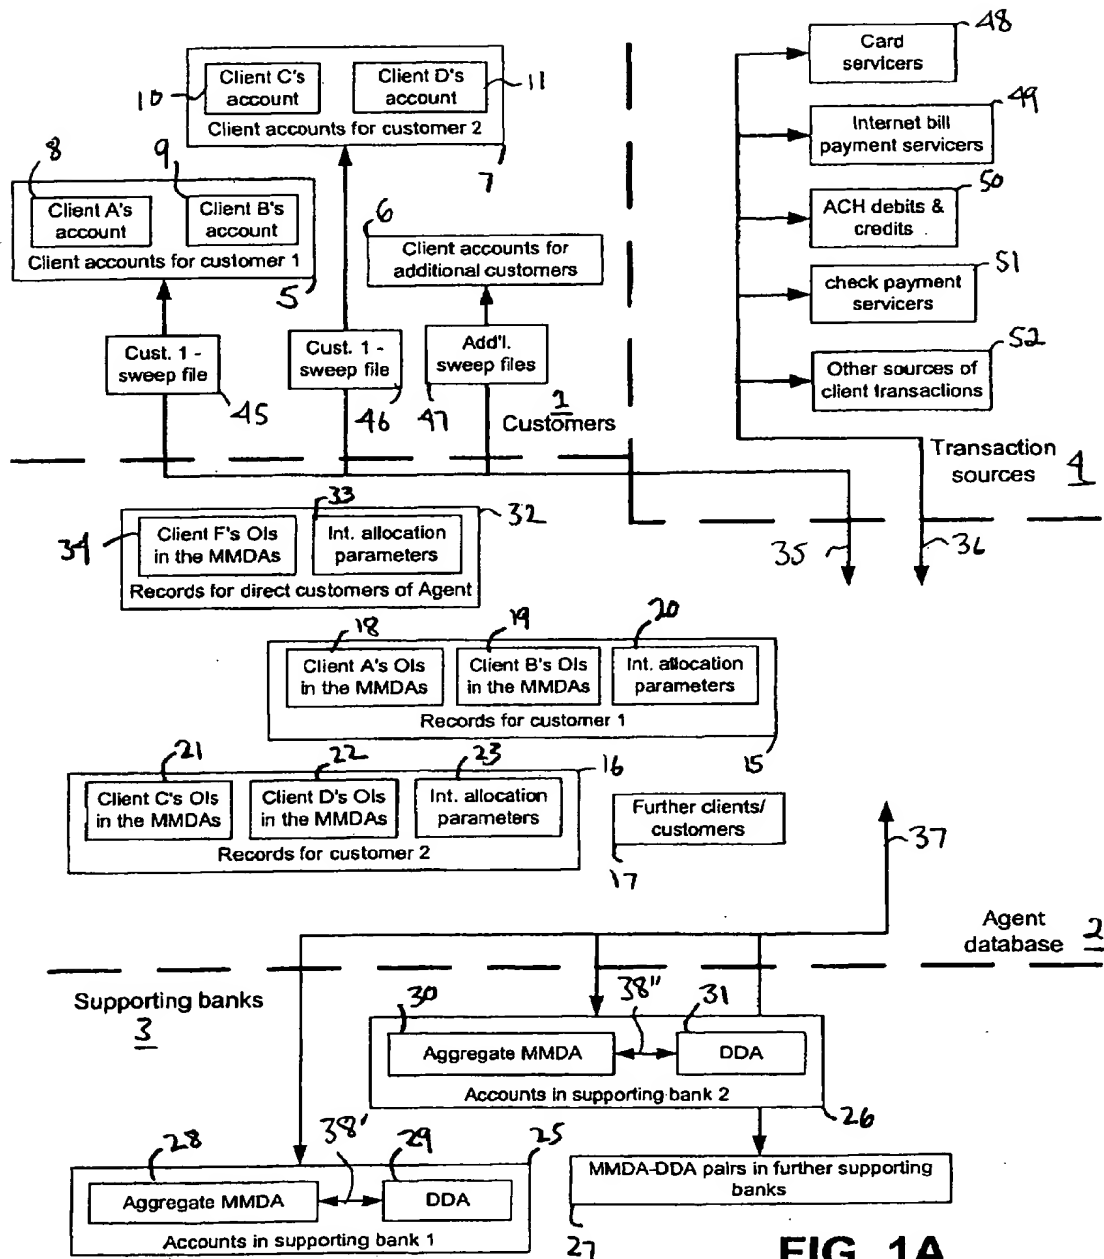 48
Card
servicers
49
Internet bill
payment servicers
50
ACH debits &
credits
51
check payment
servicers
52
Other sources of
client transactions
Transaction
sources
4
10
Client C's
account
Client D's
account
11
Client accounts for customer 2
7
8
9
Client A's
account
Client B's
account
Client accounts for customer 1
5
6
Client accounts for
additional customers
Cust. 1 -
sweep file
45
Cust. 1 -
sweep file
46
Add'l.
sweep files
47
1
Customers
35
36
33
32
34
Client F's OIs
in the MMDAs
Int. allocation
parameters
Records for direct customers of Agent
18
19
20
Client A's OIs
in the MMDAs
Client B's OIs
in the MMDAs
Int. allocation
parameters
Records for customer 1
15
21
22
23
16
Client C's OIs
in the MMDAs
Client D's OIs
in the MMDAs
Int. allocation
parameters
Records for customer 2
Further clients/
customers
17
37
Agent
database
2
Supporting banks
3
30
38"
31
Aggregate MMDA
DDA
Accounts in supporting bank 2
26
28
38'
29
25
Aggregate MMDA
DDA
Accounts in supporting bank 1
MMDA-DDA pairs in further supporting
banks
27
FIG. 1A